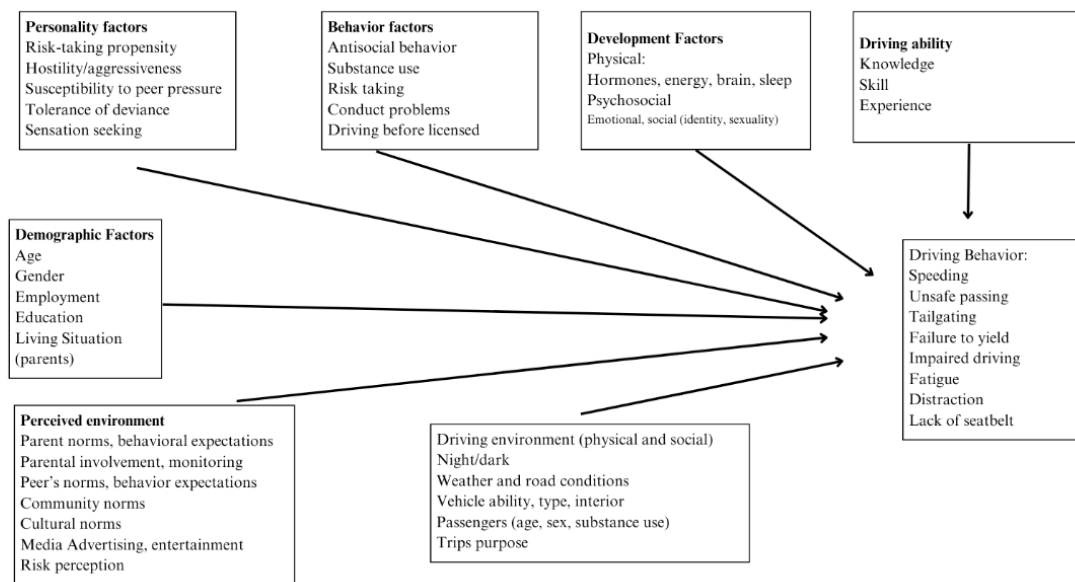 Personality factors
Risk-taking propensity
Hostility/aggressiveness
Susceptibility to peer pressure
Tolerance of deviance
Sensation seeking
Behavior factors
Antisocial behavior
Substance use
Risk taking
Conduct problems
Driving before licensed
Development Factors
Physical:
Hormones, energy, brain, sleep
Psychosocial
Emotional, social (identity, sexuality)
Driving ability
Knowledge
Skill
Experience
Demographic Factors
Age
Gender
Employment
Education
Living Situation
(parents)
Driving Behavior:
Speeding
Unsafe passing
Tailgating
Failure to yield
Impaired driving
Fatigue
Distraction
Lack of seatbelt
Perceived environment
Parent norms, behavioral expectations
Parental involvement, monitoring
Peer's norms, behavior expectations
Community norms
Cultural norms
Media Advertising, entertainment
Risk perception
Driving environment (physical and social)
Night/dark
Weather and road conditions
Vehicle ability, type, interior
Passengers (age, sex, substance use)
Trips purpose